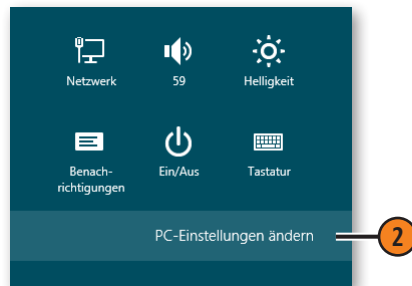 Netzwerk
59
Helligkeit
Benach-
richtigungen
Ein/Aus
Tastatur
PC-Einstellungen ändern
2